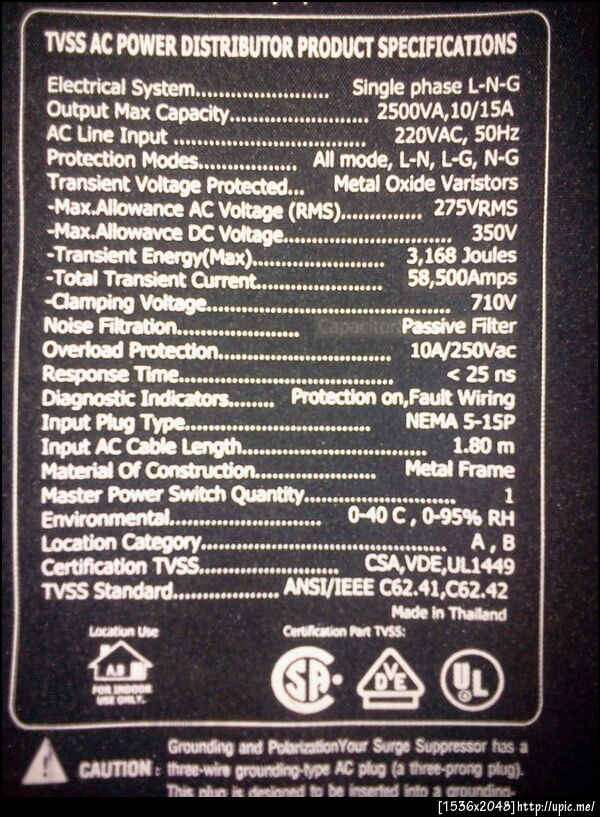 TVSS AC POWER DISTRIBUTOR PRODUCT SPECIFICATIONS
Electrical System....................... Single phase L-N-G
Output Max Capacity.................... 2500VA,10/15A
AC Line Input ............................. 220VAC, 50Hz
Protection Modes............... All mode, L-N, L-G, N-G
Transient Voltage Protected... Metal Oxide Varistors
-Max.Allowance AC Voltage (RMS)............. 275VRMS
-Max.Allowavce DC Voltage........................... 350V
-Transient Energy(Max)..................... 3,168 Joules
-Total Transient Current.................... 58,500Amps
-Clamping Voltage....................................... 710V
Noise Filtration................... Capacitor Passive Filter
Overload Protection........................... 10A/250Vac
Response Time.................................... < 25 ns
Diagnostic Indicators........ Protection on,Fault Wiring
Input Plug Type............................. NEMA 5-15P
Input AC Cable Length................................ 1.80 m
Material Of Construction.................... Metal Frame
Master Power Switch Quantity........................ 1
Environmental......................... 0-40 C , 0-95% RH
Location Category........................................... A , B
Certification TVSS...................... CSA,VDE,UL1449
TVSS Standard................. ANSI/IEEE C62.41,C62.42
Made in Thailand
Location Use
Certification Part TVSS:
A,B
FOR INDOOR
USE ONLY.
SA
VDE
UL
CAUTION :
Grounding and PolarizationYour Surge Suppressor has a
three-wire grounding-type AC plug (a three-prong plug).
This plug is designed to be inserted into a grounding-
[1536x2048]http://upic.me/